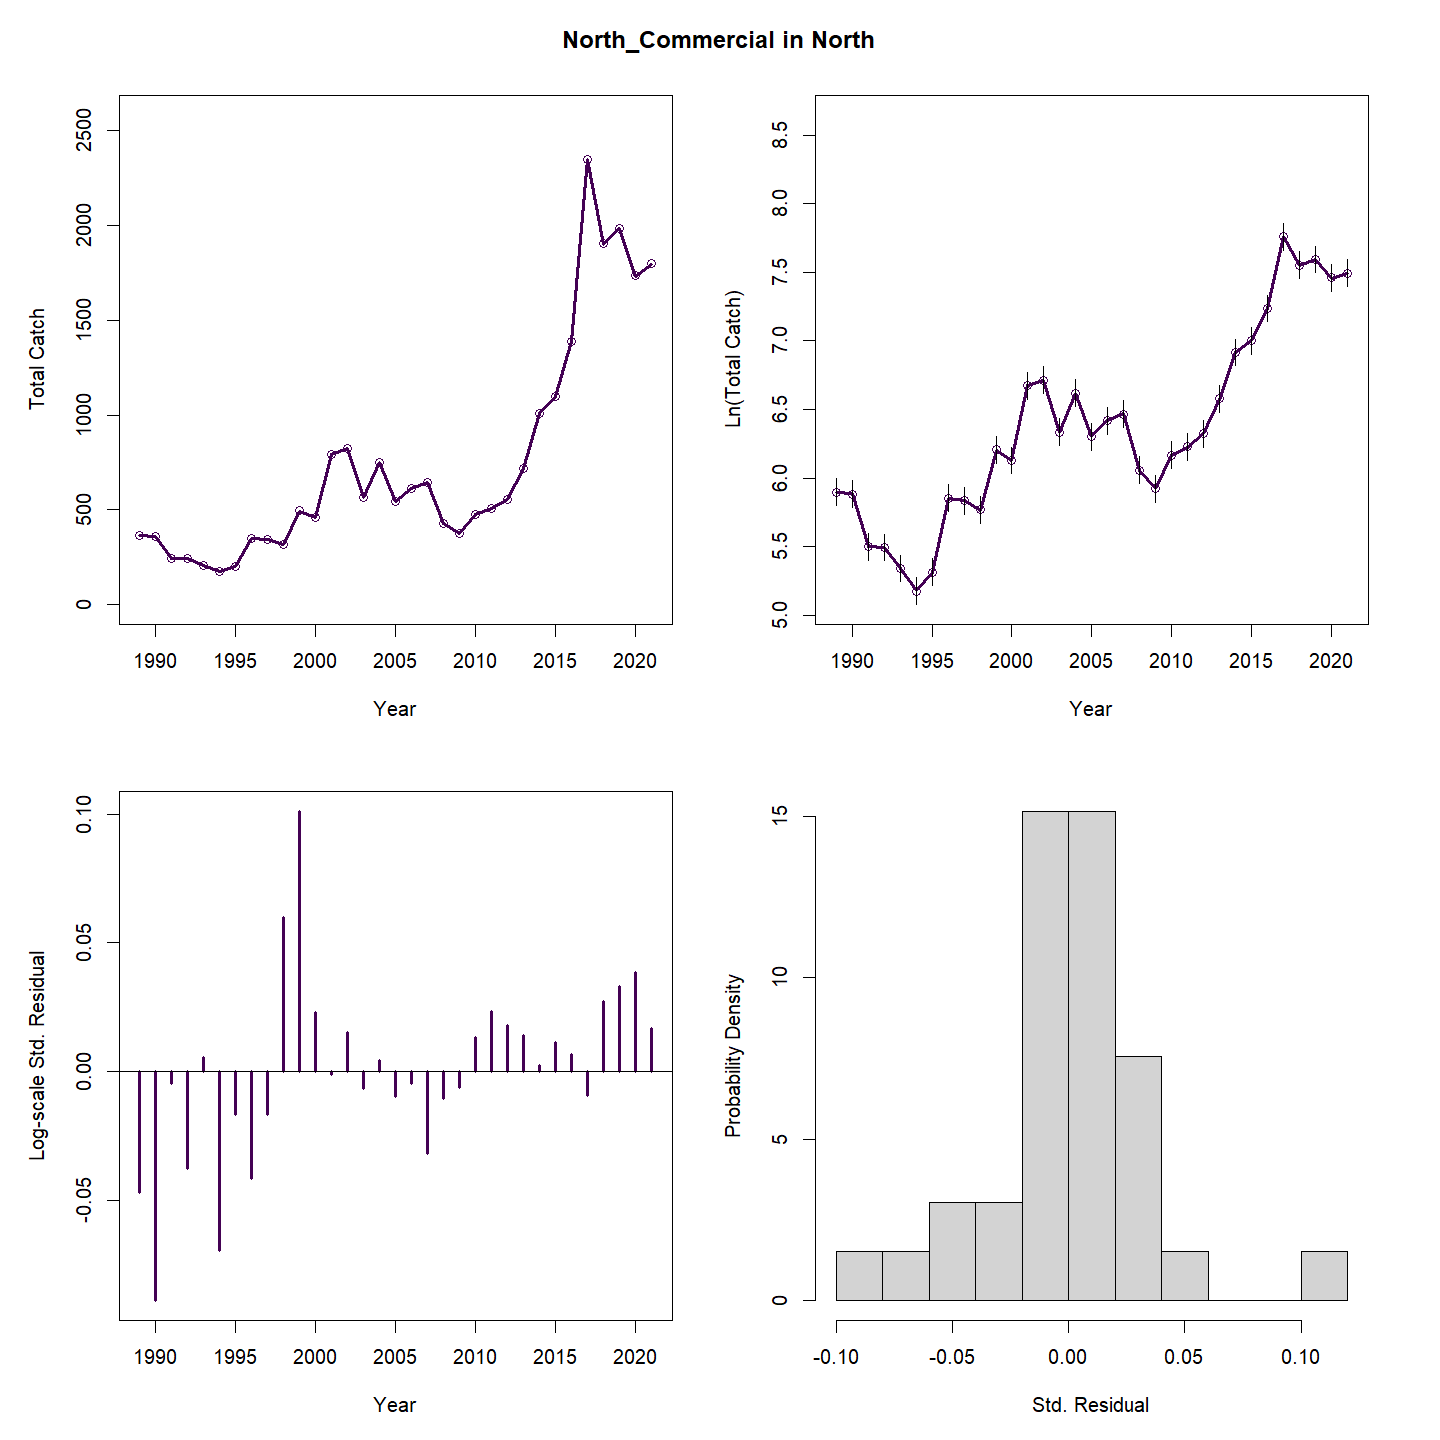 North_Commercial in North
Total Catch
2500
2000
1500
1000
500
0
1990 1995 2000 2005 2010 2015 2020
Year
Ln(Total Catch)
8.5
8.0
7.5
7.0
6.5
6.0
5.5
5.0
1990 1995 2000 2005 2010 2015 2020
Year
Log-scale Std. Residual
0.10
0.05
0.00
-0.05
1990 1995 2000 2005 2010 2015 2020
Year
Probability Density
15
10
5
0
-0.10 -0.05 0.00 0.05 0.10
Std. Residual